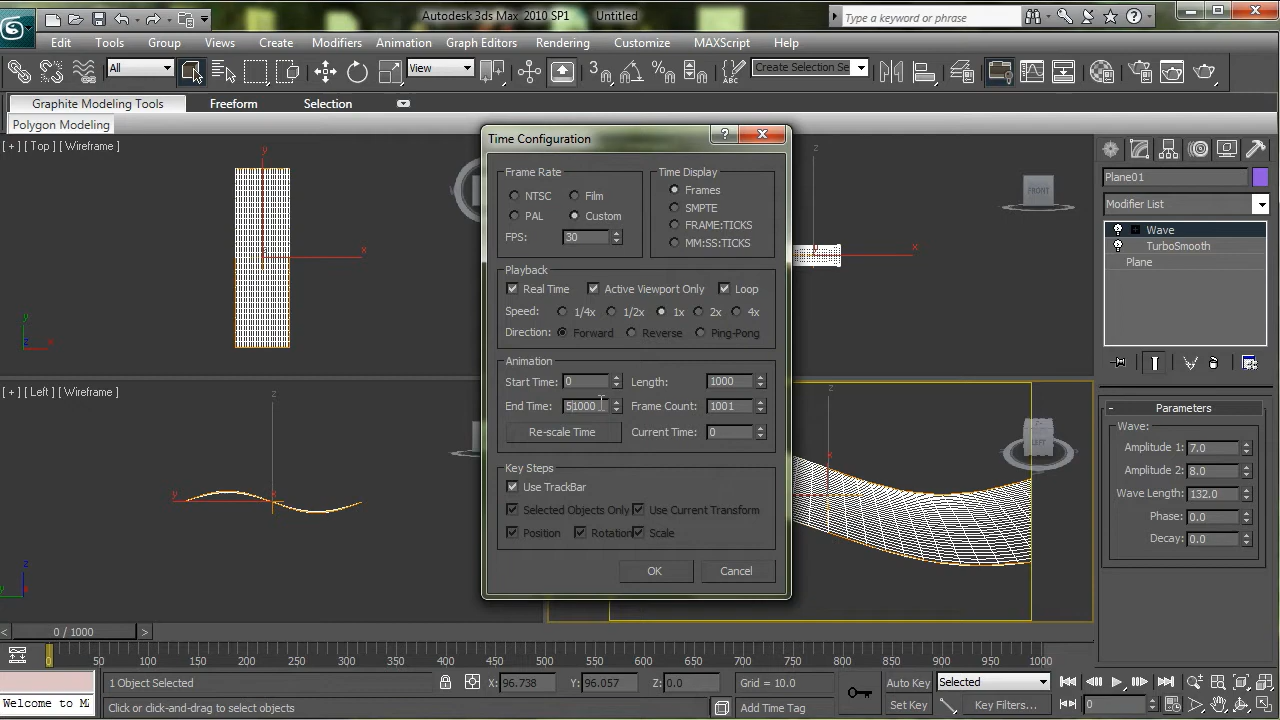 Autodesk 3ds Max 2010 SP1 Untitled
Type a keyword or phrase
Edit Tools Group Views Create Modifiers Animation Graph Editors Rendering Customize MAXScript Help
All View Create Selection Se
Graphite Modeling Tools Freeform Selection
Polygon Modeling
[ + ] [ Top ] [ Wireframe ]
y
x
z
y
x
FRONT
z
x
Plane01
Modifier List
Wave
TurboSmooth
Plane
Time Configuration
Frame Rate
NTSC Film
PAL Custom
FPS: 30
Time Display
Frames
SMPTE
FRAME:TICKS
MM:SS:TICKS
Playback
Real Time Active Viewport Only Loop
Speed: 1/4x 1/2x 1x 2x 4x
Direction: Forward Reverse Ping-Pong
Animation
Start Time: 0 Length: 1000
End Time: 51000 Frame Count: 1001
Re-scale Time Current Time: 0
Key Steps
Use TrackBar
Selected Objects Only Use Current Transform
Position Rotation Scale
OK Cancel
[ + ] [ Left ] [ Wireframe ]
z
y
x
z
y
z
x
LEFT
Parameters
Wave:
Amplitude 1: 7.0
Amplitude 2: 8.0
Wave Length: 132.0
Phase: 0.0
Decay: 0.0
< 0 / 1000 >
0 50 100 150 200 250 300 350 400 450 500 550 600 650 700 750 800 850 900 950 1000
1 Object Selected X= 96.738 Y= 96.057 Z= 0.0 Grid = 10.0 Auto Key Selected
Welcome to Mi Click or click-and-drag to select objects Add Time Tag Set Key Key Filters... 0